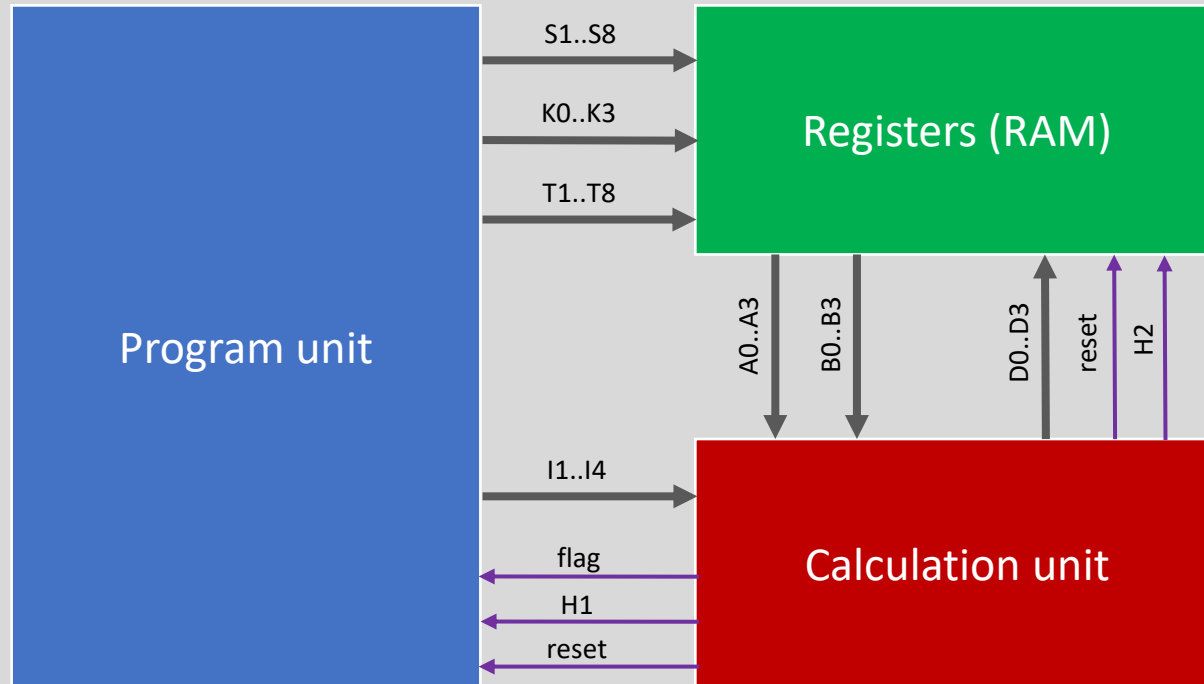 S1..S8
K0..K3
Registers (RAM)
T1..T8
Program unit
A0..A3
B0..B3
D0..D3
reset
H2
I1..I4
flag
Calculation unit
H1
reset